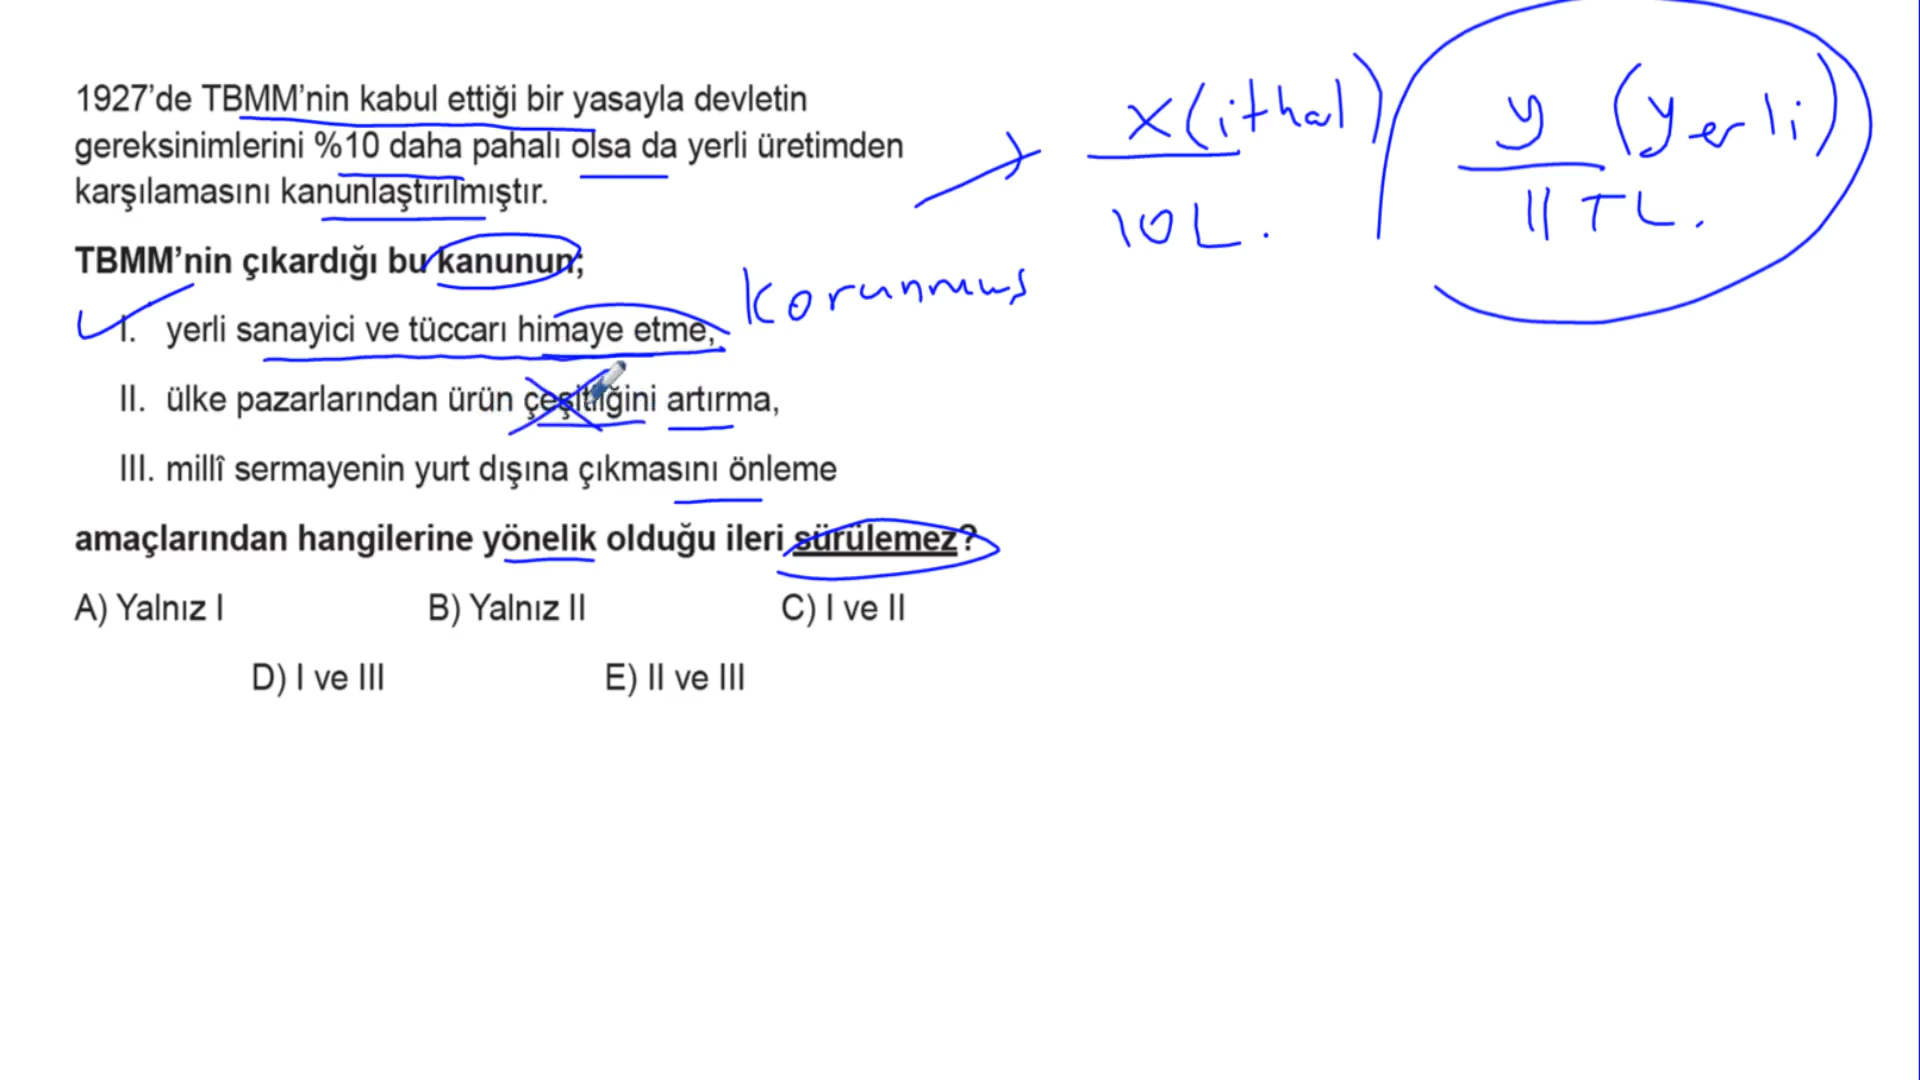 1927’de TBMM’nin kabul ettiği bir yasayla devletin
gereksinimlerini %10 daha pahalı olsa da yerli üretimden
karşılamasını kanunlaştırılmıştır.
TBMM’nin çıkardığı bu kanunun;
I. yerli sanayici ve tüccarı himaye etme,
II. ülke pazarlarından ürün çeşitliğini artırma,
III. millî sermayenin yurt dışına çıkmasını önleme
amaçlarından hangilerine yönelik olduğu ileri sürülemez?
A) Yalnız I B) Yalnız II C) I ve II
D) I ve III E) II ve III
x (ithal) y (yerli)
10L. 11 TL.
Korunmuş